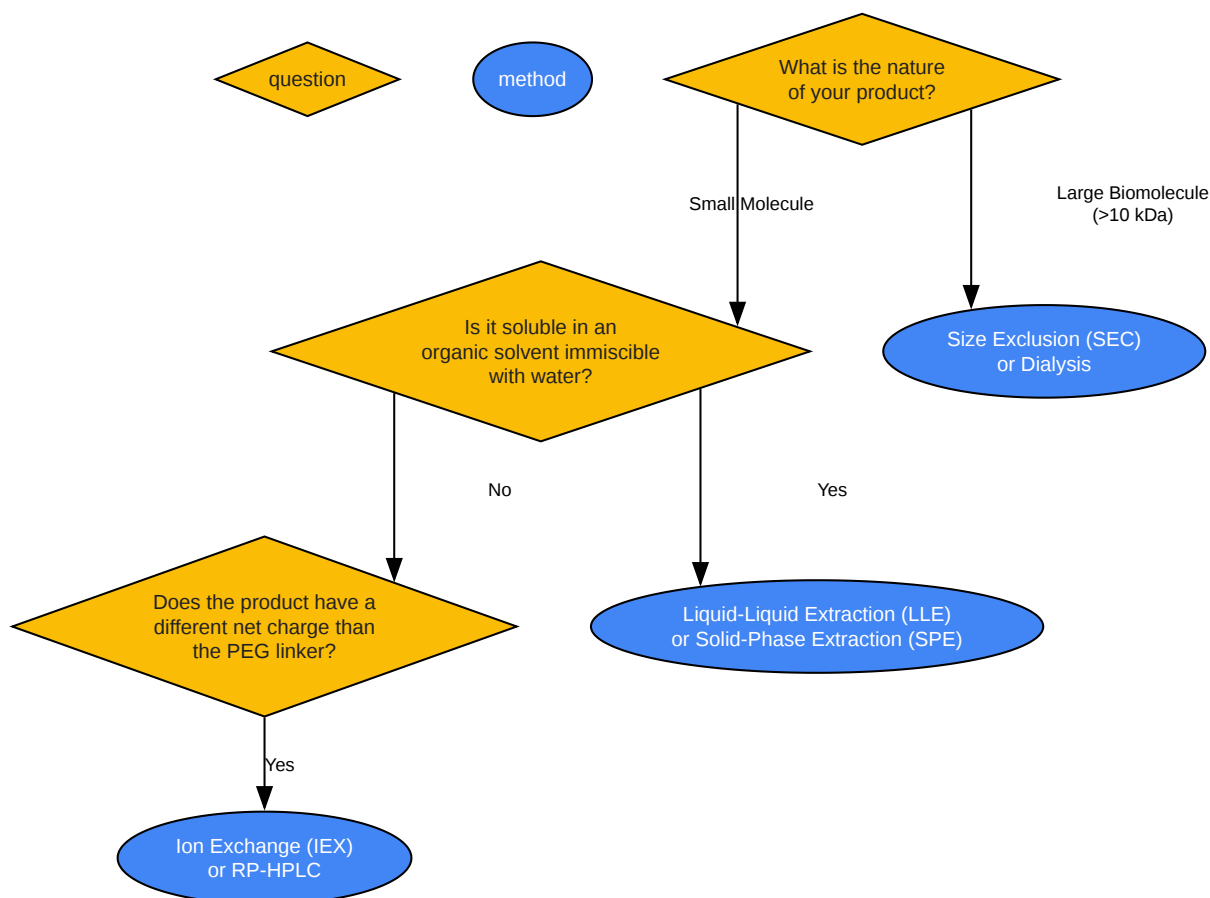 question
method
What is the nature
of your product?
Small Molecule
Large Biomolecule
(>10 kDa)
Is it soluble in an
organic solvent immiscible
with water?
Size Exclusion (SEC)
or Dialysis
No
Yes
Does the product have a
different net charge than
the PEG linker?
Liquid-Liquid Extraction (LLE)
or Solid-Phase Extraction (SPE)
Yes
Ion Exchange (IEX)
or RP-HPLC